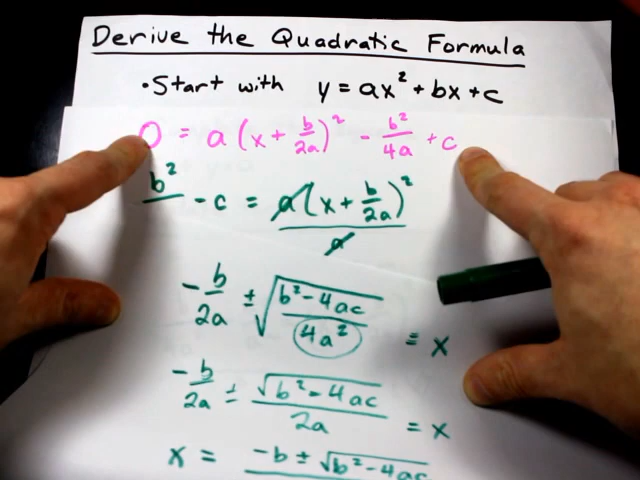 Derive the Quadratic Formula
•Start with y = ax² + bx + c
0 = a(x + b/2a)² - b²/4a + c
b²/ - c = a(x + b/2a)²/a
-b/2a ± √(b² - 4ac/4a²) = x
-b/2a ± √(b² - 4ac)/2a = x
x = -b ± √(b² - 4ac)